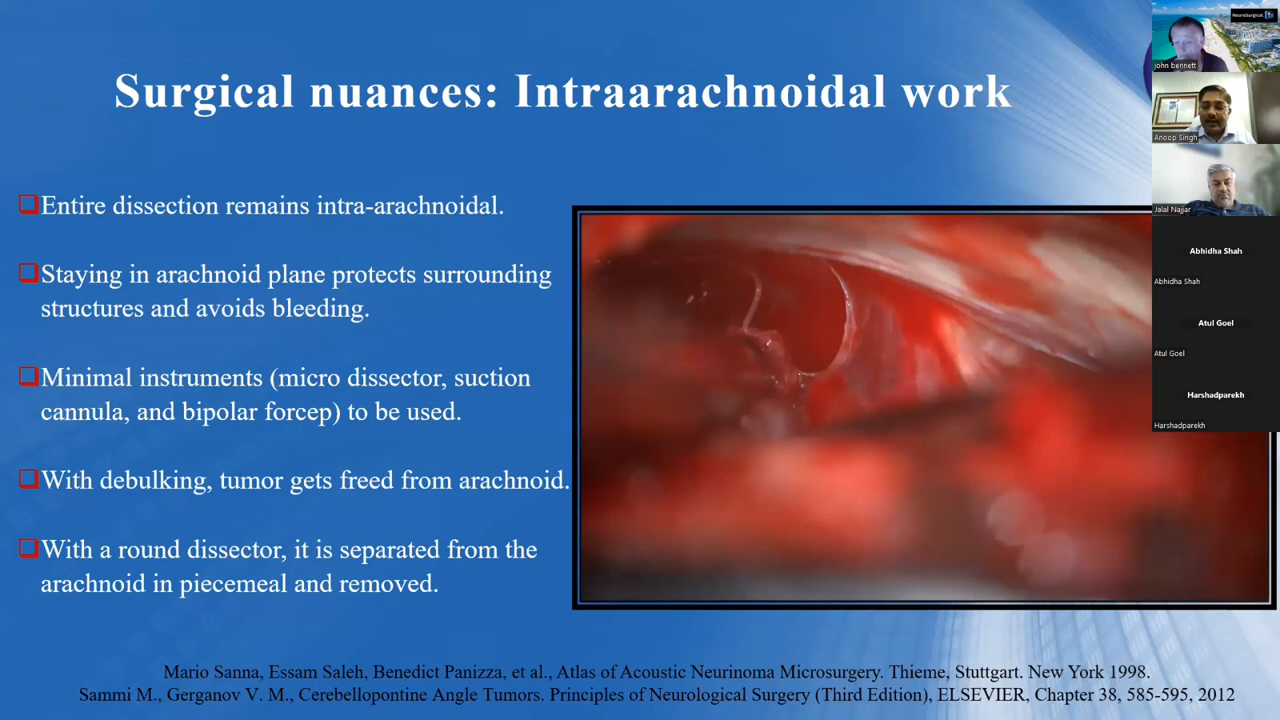 Surgical nuances: Intraarachnoidal work
Entire dissection remains intra-arachnoidal.
Staying in arachnoid plane protects surrounding
structures and avoids bleeding.
Minimal instruments (micro dissector, suction
cannula, and bipolar forcep) to be used.
With debulking, tumor gets freed from arachnoid.
With a round dissector, it is separated from the
arachnoid in piecemeal and removed.
Mario Sanna, Essam Saleh, Benedict Panizza, et al., Atlas of Acoustic Neurinoma Microsurgery. Thieme, Stuttgart. New York 1998.
Sammi M., Gerganov V. M., Cerebellopontine Angle Tumors. Principles of Neurological Surgery (Third Edition), ELSEVIER, Chapter 38, 585-595, 2012
Neurosurgical
john bennett
Anoop Singh
Jalal Najjar
Abhidha Shah
Abhidha Shah
Atul Goel
Atul Goel
Harshadparekh
Harshadparekh